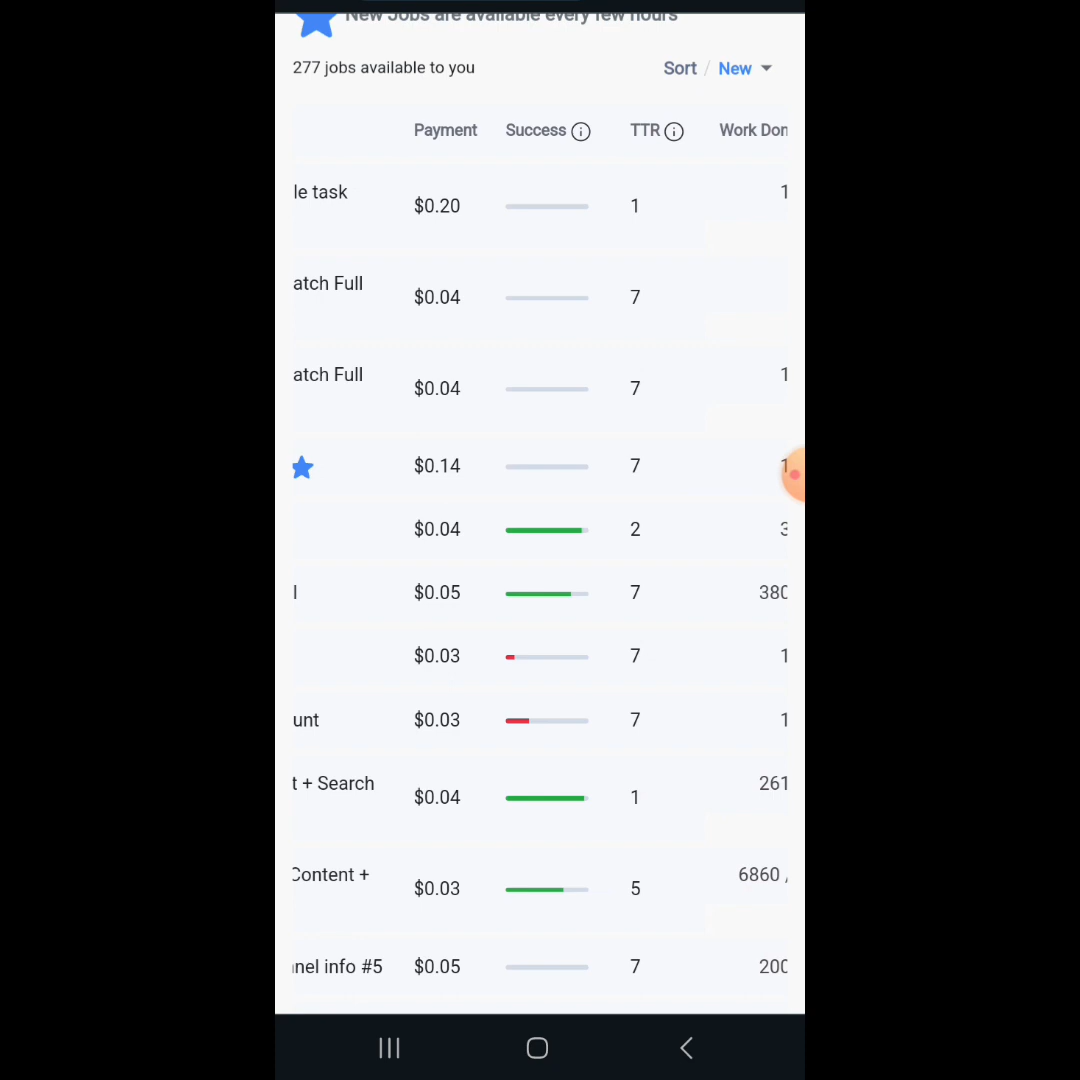 New Jobs are available every few hours
277 jobs available to you
Sort / New
Payment Success TTR Work Don
le task $0.20 1 1
atch Full $0.04 7
atch Full $0.04 7 1
$0.14 7 1
$0.04 2 3
l $0.05 7 380
$0.03 7 1
unt $0.03 7 1
t + Search $0.04 1 261
Content + $0.03 5 6860 /
nel info #5 $0.05 7 200